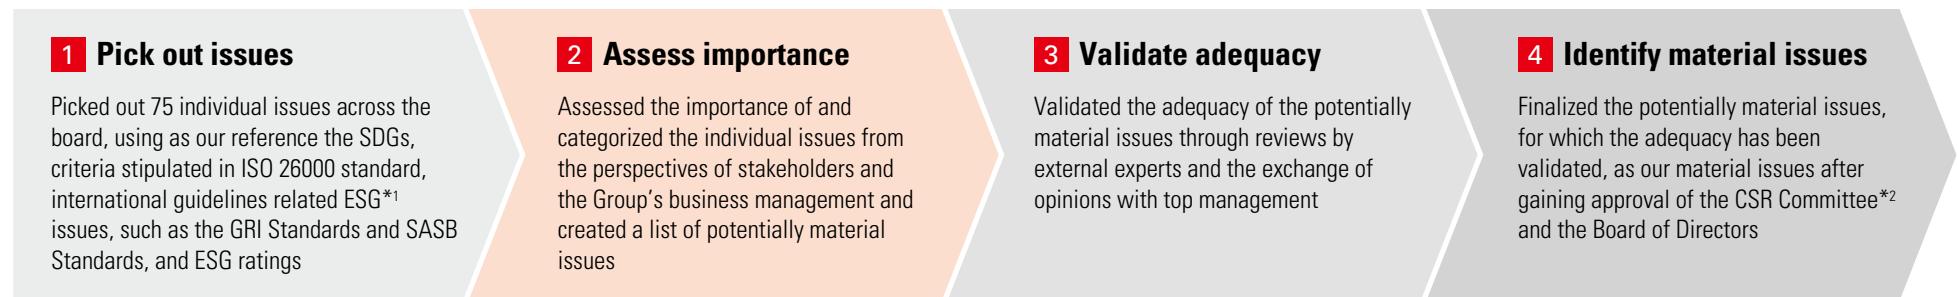 1 Pick out issues
Picked out 75 individual issues across the
board, using as our reference the SDGs,
criteria stipulated in ISO 26000 standard,
international guidelines related ESG*1
issues, such as the GRI Standards and SASB
Standards, and ESG ratings
2 Assess importance
Assessed the importance of and
categorized the individual issues from
the perspectives of stakeholders and
the Group's business management and
created a list of potentially material
issues
3 Validate adequacy
Validated the adequacy of the potentially
material issues through reviews by
external experts and the exchange of
opinions with top management
4 Identify material issues
Finalized the potentially material issues,
for which the adequacy has been
validated, as our material issues after
gaining approval of the CSR Committee*2
and the Board of Directors